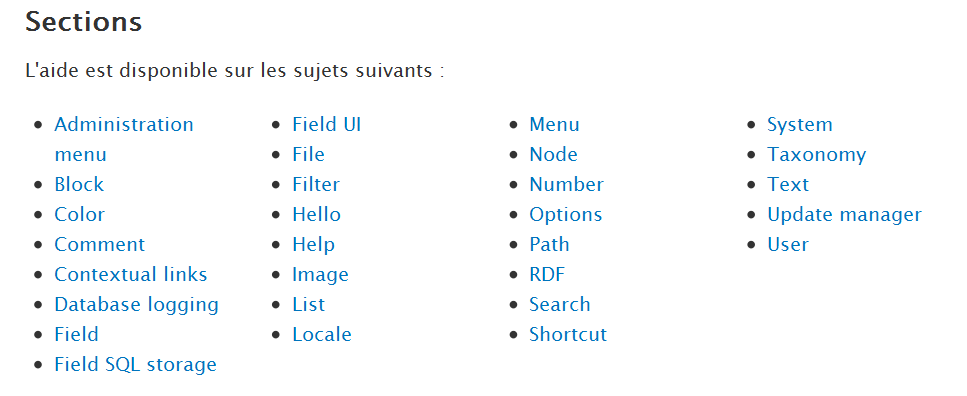 Sections
L'aide est disponible sur les sujets suivants :
Administration
menu
Block
Color
Comment
Contextual links
Database logging
Field
Field SQL storage
Field UI
File
Filter
Hello
Help
Image
List
Locale
Menu
Node
Number
Options
Path
RDF
Search
Shortcut
System
Taxonomy
Text
Update manager
User